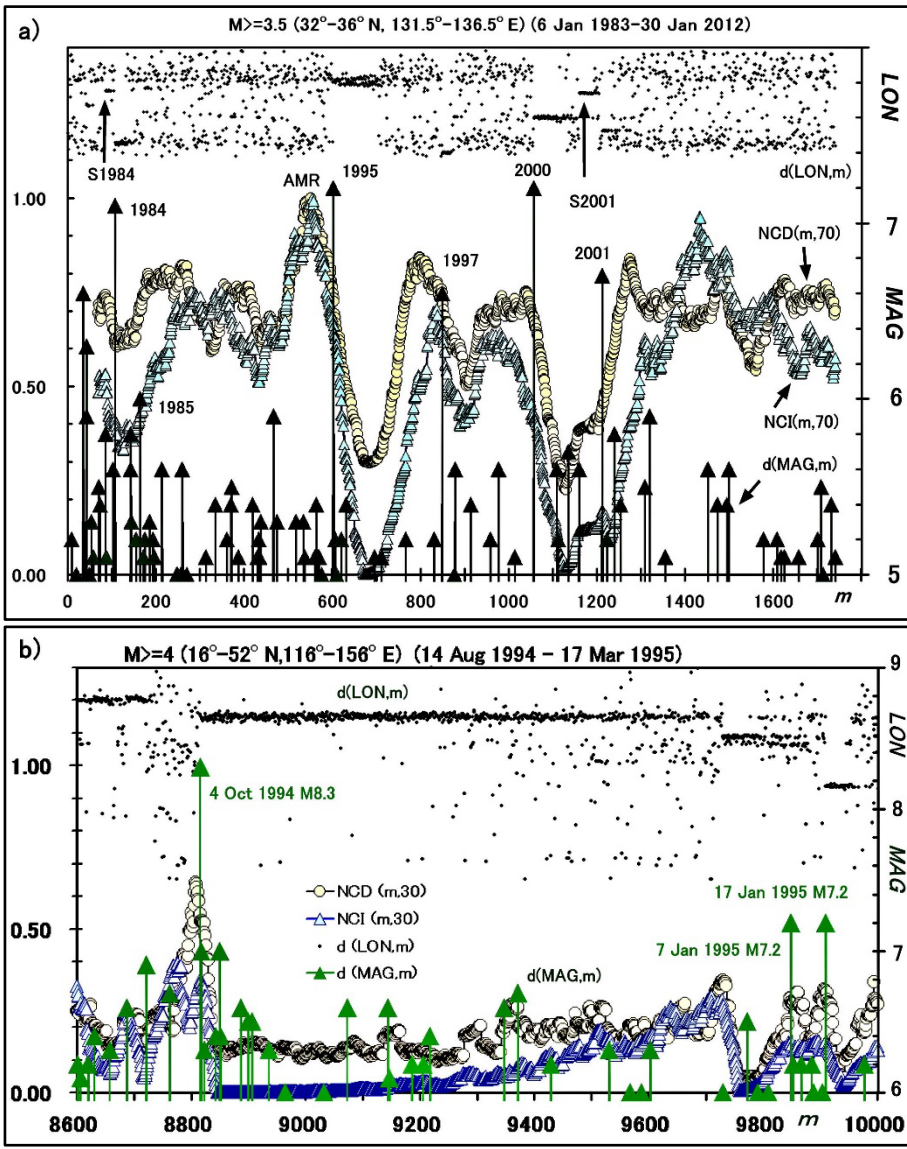 a)
M>=3.5 (32°-36° N, 131.5°-136.5° E) (6 Jan 1983-30 Jan 2012)
LON
d(LON,m)
S1984
S2001
AMR
1995
2000
1984
1.00
7
NCD(m,70)
1997
2001
MAG
0.50
6
1985
NCI(m,70)
d(MAG,m)
0.00
5
0 200 400 600 800 1000 1200 1400 1600 m
b)
M>=4 (16°-52° N,116°-156° E) (14 Aug 1994 - 17 Mar 1995)
9
d(LON,m)
LON
1.00
4 Oct 1994 M8.3
8
MAG
NCD (m,30)
NCI (m,30)
d (LON,m)
d (MAG,m)
17 Jan 1995 M7.2
0.50
7 Jan 1995 M7.2
7
d(MAG,m)
0.00
6
8600 8800 9000 9200 9400 9600 9800 m 10000